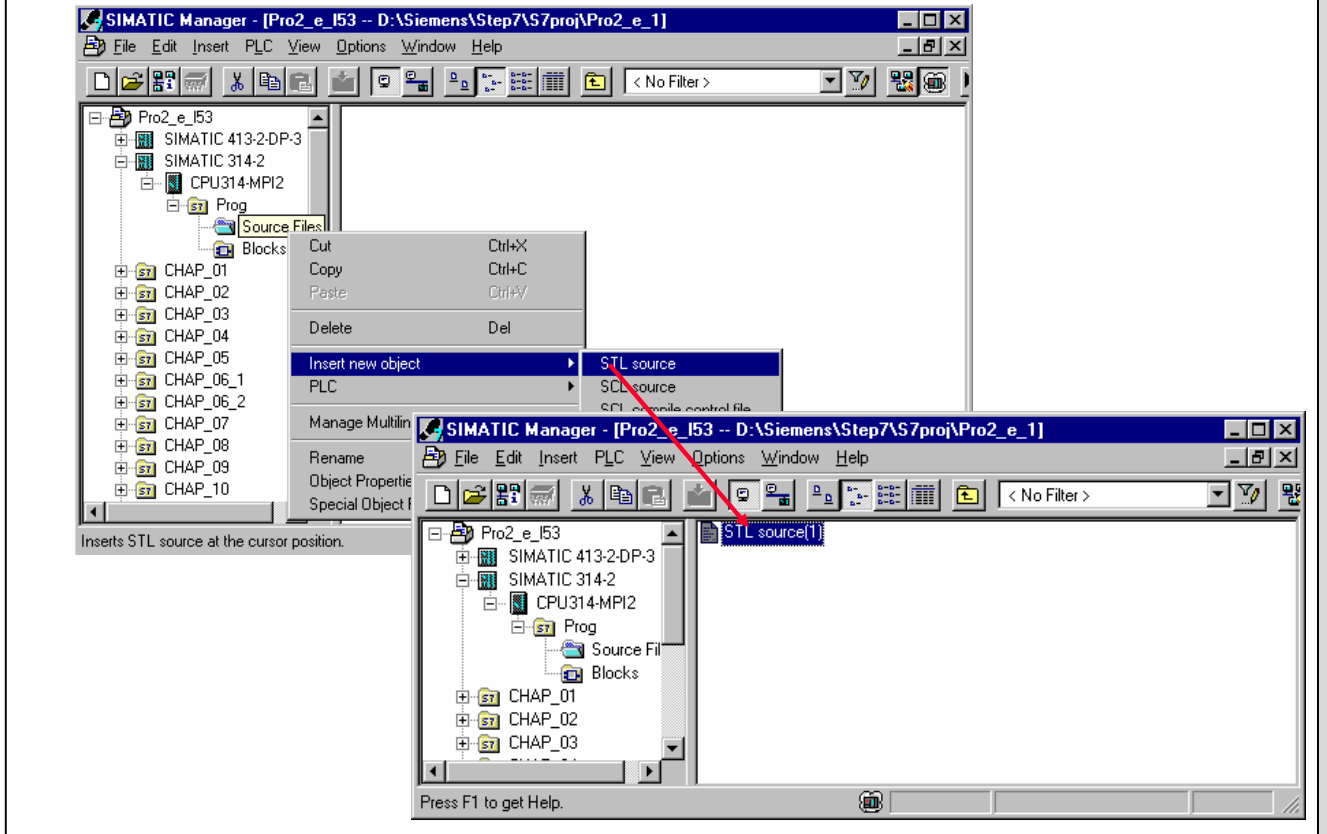 SIMATIC Manager - [Pro2_e_l53 -- D:\Siemens\Step7\S7proj\Pro2_e_1]
File Edit Insert PLC View Options Window Help
< No Filter >
Pro2_e_l53
SIMATIC 413-2-DP-3
SIMATIC 314-2
CPU314-MPI2
Prog
Source Files
Blocks
CHAP_01
CHAP_02
CHAP_03
CHAP_04
CHAP_05
CHAP_06_1
CHAP_06_2
CHAP_07
CHAP_08
CHAP_09
CHAP_10
Cut Ctrl+X
Copy Ctrl+C
Paste Ctrl+V
Delete Del
Insert new object
PLC
Manage Multilin
Rename
Object Propertie
Special Object
STL source
SCL source
SCL compile control file
Inserts STL source at the cursor position.
SIMATIC Manager - [Pro2_e_l53 -- D:\Siemens\Step7\S7proj\Pro2_e_1]
File Edit Insert PLC View Options Window Help
< No Filter >
Pro2_e_l53
SIMATIC 413-2-DP-3
SIMATIC 314-2
CPU314-MPI2
Prog
Source Fil
Blocks
CHAP_01
CHAP_02
CHAP_03
STL source(1)
Press F1 to get Help.